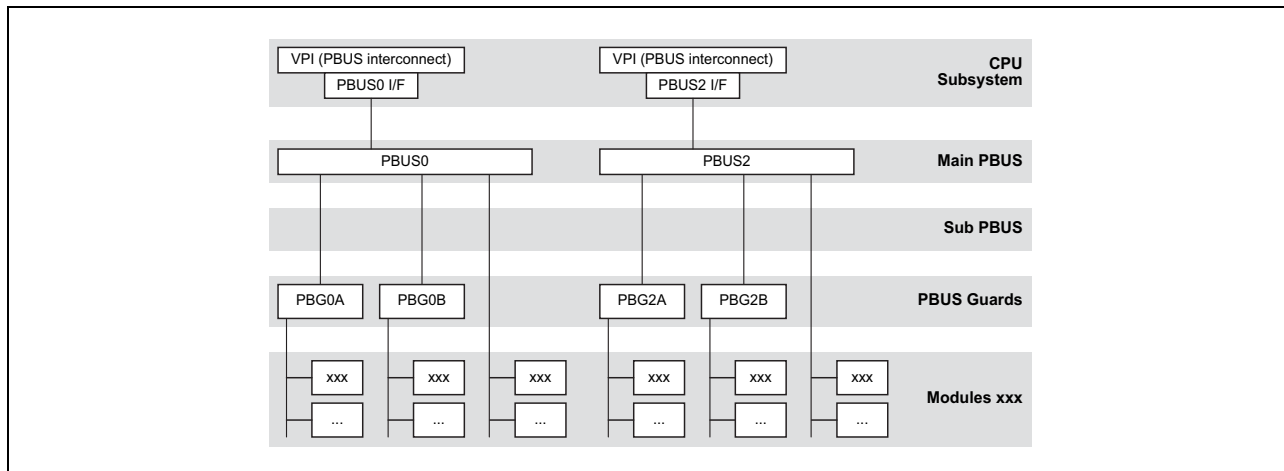 VPI (PBUS interconnect)
VPI (PBUS interconnect)
CPU
Subsystem
PBUS0 I/F
PBUS2 I/F
PBUS0
PBUS2
Main PBUS
Sub PBUS
PBG0A
PBG0B
PBG2A
PBG2B
PBUS Guards
xxx
xxx
xxx
xxx
xxx
xxx
Modules xxx
...
...
...
...
...
...